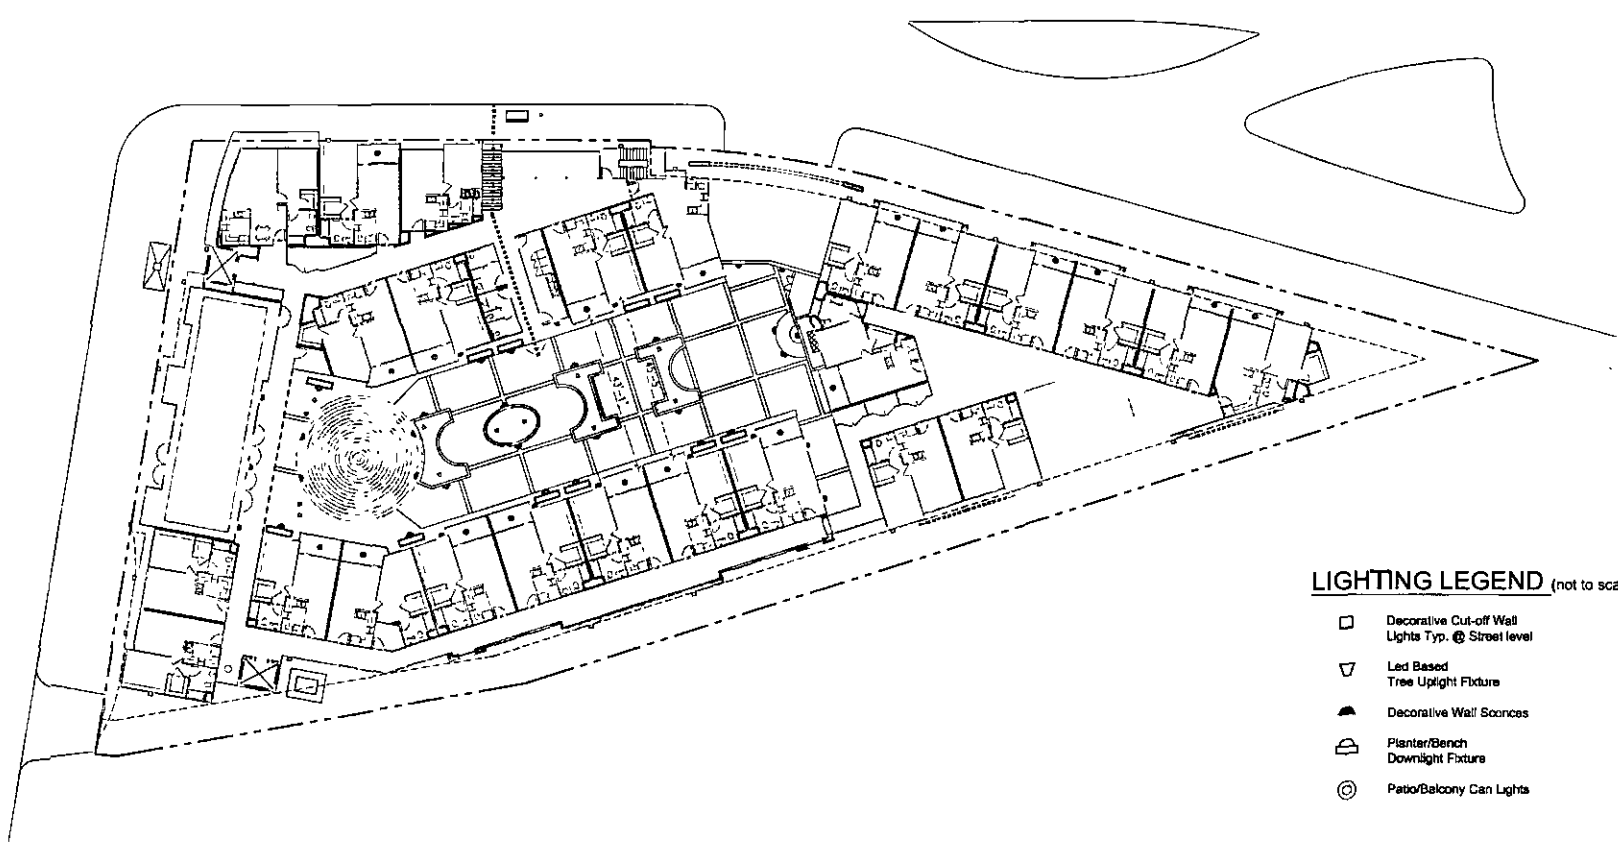 LIGHTING LEGEND (not to sca
Decorative Cut-off Wall
Lights Typ. @ Street level
Led Based
Tree Uplight Fixture
Decorative Wall Sconces
Planter/Bench
Downlight Fixture
Patio/Balcony Can Lights